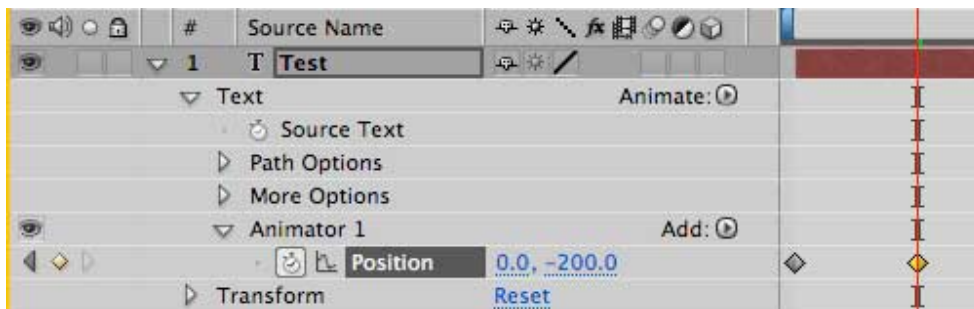 # Source Name fx
1 T Test
Text Animate:
Source Text
Path Options
More Options
Animator 1 Add:
Position 0.0, -200.0
Transform Reset